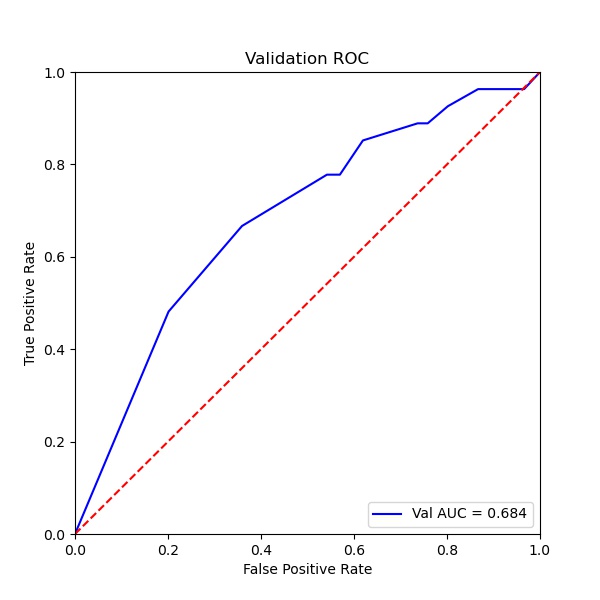 Validation ROC
True Positive Rate
1.0
0.8
0.6
0.4
0.2
0.0
Val AUC = 0.684
0.0 0.2 0.4 0.6 0.8 1.0
False Positive Rate